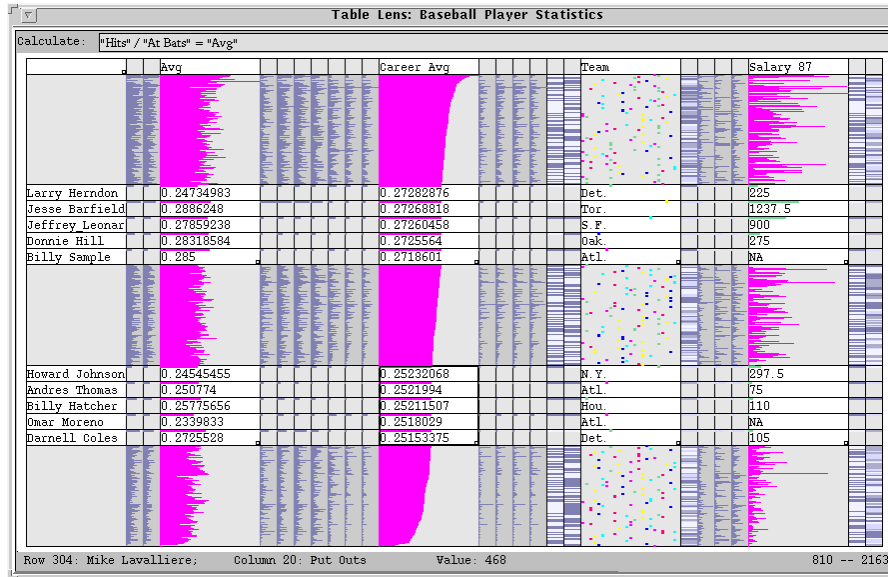 Table Lens: Baseball Player Statistics
Calculate: "Hits" / "At Bats" = "Avg"
Avg Career Avg Team Salary 87
Larry Herndon 0.24734983 0.27282876 Det. 225
Jesse Barfield 0.2886248 0.27268818 Tor. 1237.5
Jeffrey_Leonar 0.27859238 0.27260458 S.F. 900
Donnie Hill 0.28318584 0.2725564 Oak. 275
Billy Sample 0.285 0.2718601 Atl. NA
Howard Johnson 0.24545455 0.25232068 N.Y. 297.5
Andres Thomas 0.250774 0.2521994 Atl. 75
Billy Hatcher 0.25775656 0.25211507 Hou. 110
Omar Moreno 0.2339833 0.2518029 Atl. NA
Darnell Coles 0.2725528 0.25153375 Det. 105
Row 304: Mike Lavalliere; Column 20: Put Outs Value: 468 810 -- 2163